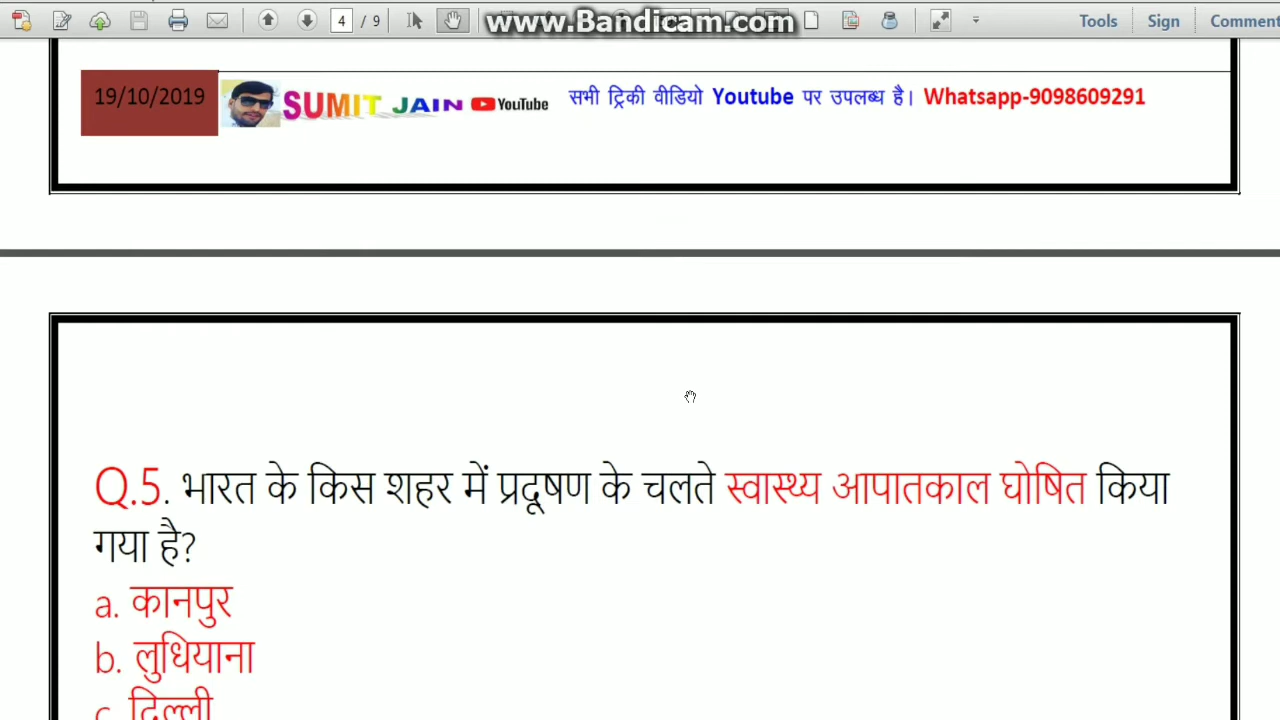 4 / 9
www.Bandicam.com
Tools Sign Comment
19/10/2019 SUMIT JAIN YouTube सभी ट्रिकी वीडियो Youtube पर उपलब्ध है। Whatsapp-9098609291
Q.5. भारत के किस शहर में प्रदूषण के चलते स्वास्थ्य आपातकाल घोषित किया
गया है?
a. कानपुर
b. लुधियाना
c. दिल्ली